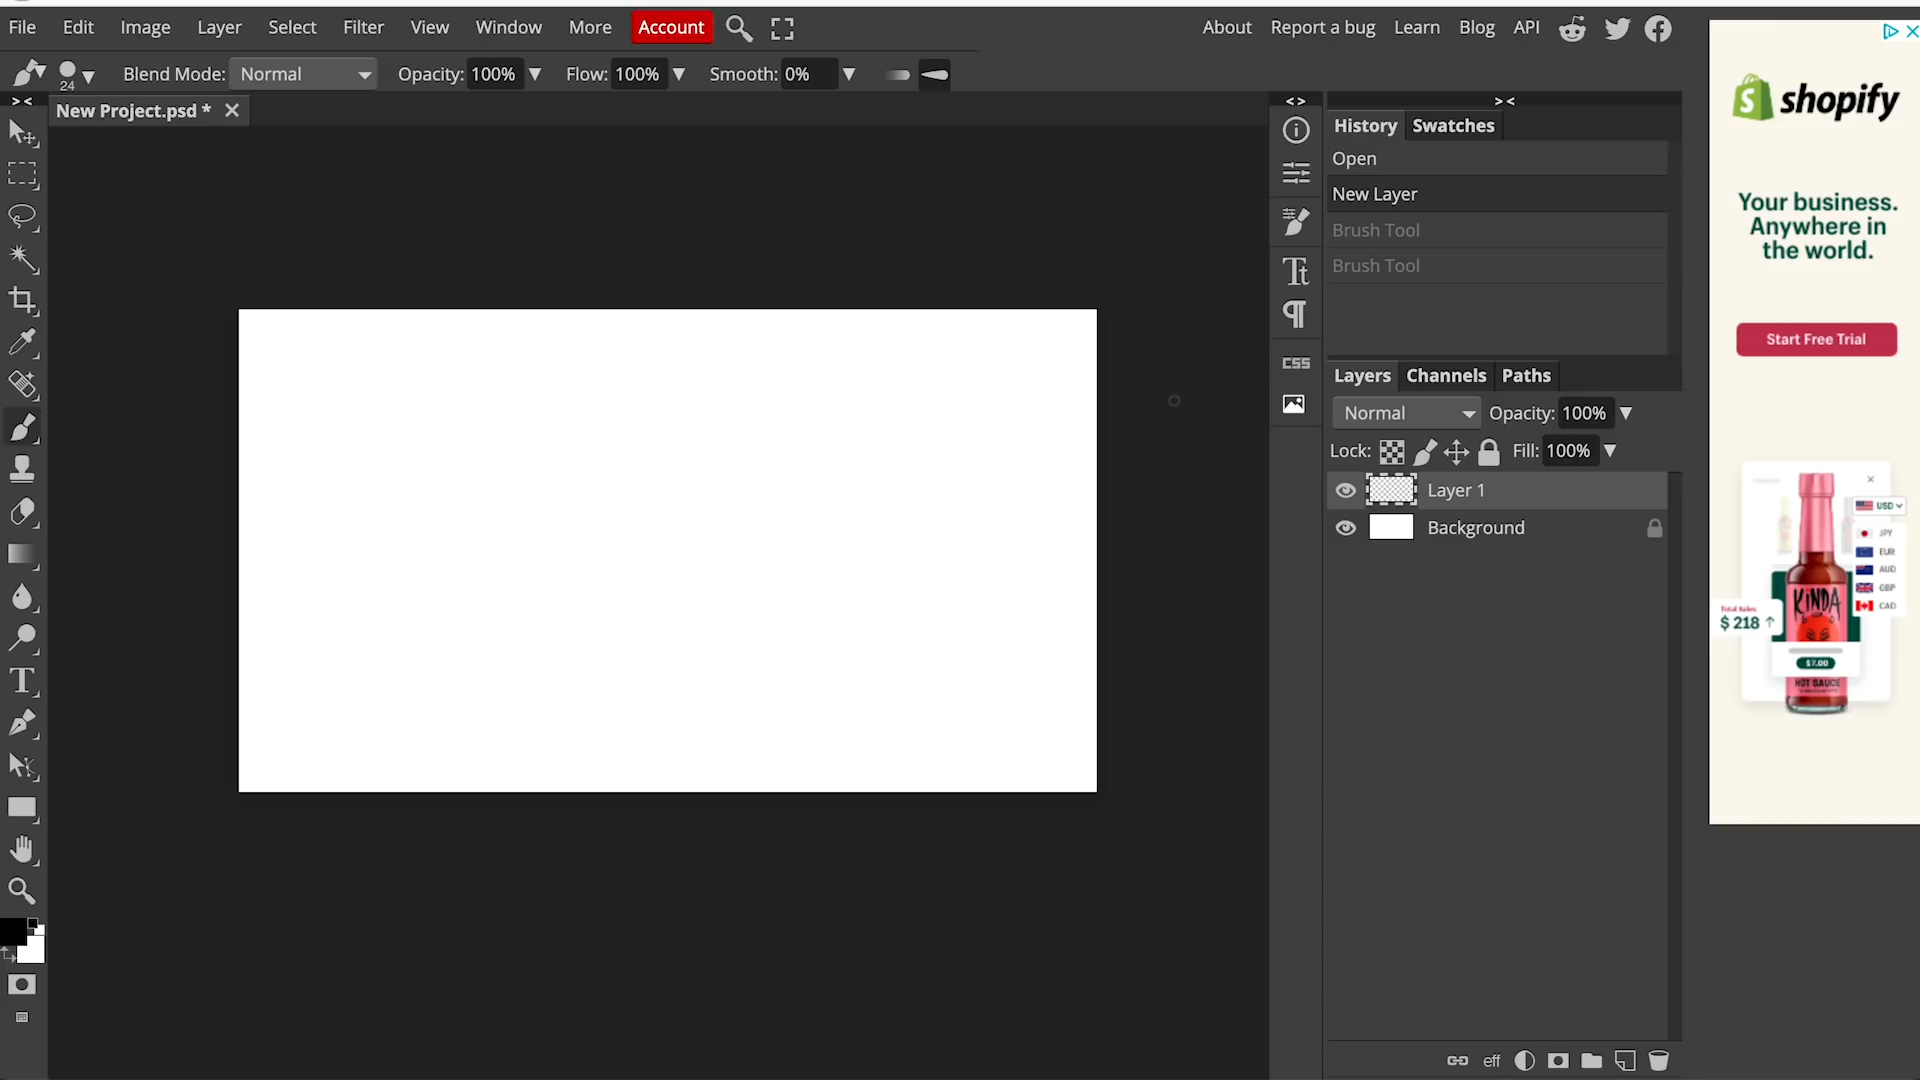 File Edit Image Layer Select Filter View Window More Account About Report a bug Learn Blog API
24 Blend Mode: Normal Opacity: 100% Flow: 100% Smooth: 0%
New Project.psd *
History Swatches
Open
New Layer
Brush Tool
Brush Tool
CSS
Layers Channels Paths
Normal Opacity: 100%
Lock: Fill: 100%
Layer 1
Background
eff
shopify
Your business.
Anywhere in
the world.
Start Free Trial
USD
JPY
EUR
AUD
GBP
CAD
Total Sales
$ 218 ↑
KINDA
$7.00
HOT SAUCE